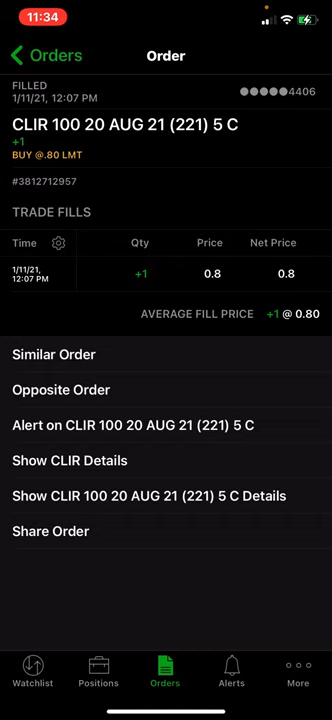 11:34
Orders
Order
FILLED
1/11/21, 12:07 PM
●●●●●4406
CLIR 100 20 AUG 21 (221) 5 C
+1
BUY @.80 LMT
#3812712957
TRADE FILLS
Time Qty Price Net Price
1/11/21,
12:07 PM +1 0.8 0.8
AVERAGE FILL PRICE +1 @ 0.80
Similar Order
Opposite Order
Alert on CLIR 100 20 AUG 21 (221) 5 C
Show CLIR Details
Show CLIR 100 20 AUG 21 (221) 5 C Details
Share Order
Watchlist Positions Orders Alerts More